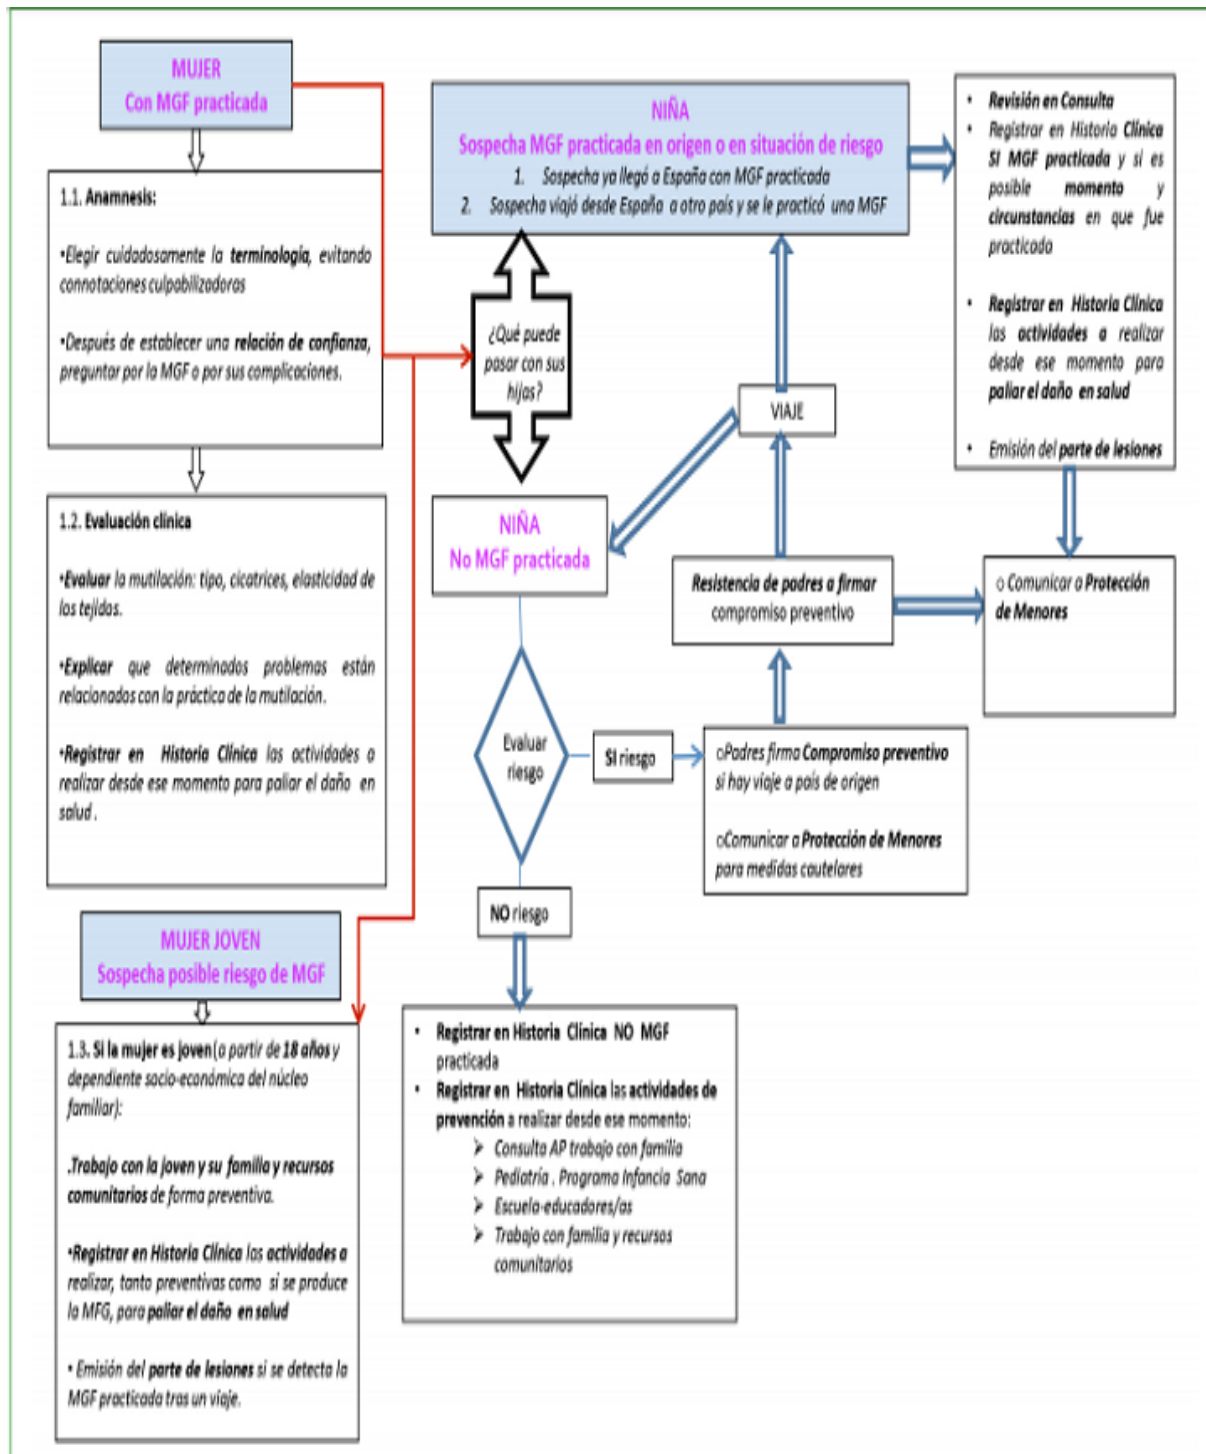 MUJER
Con MGF practicada
1.1. Anamnesis:
•Elegir cuidadosamente la terminología, evitando
connotaciones culpabilizadoras
•Después de establecer una relación de confianza,
preguntar por la MGF o por sus complicaciones.
1.2. Evaluación clínica
•Evaluar la mutilación: tipo, cicatrices, elasticidad de
los tejidos.
•Explicar que determinados problemas están
relacionados con la práctica de la mutilación.
•Registrar en Historia Clínica las actividades a
realizar desde ese momento para paliar el daño en
salud .
MUJER JOVEN
Sospecha posible riesgo de MGF
1.3. Si la mujer es joven(a partir de 18 años y
dependiente socio-económica del núcleo
familiar):
.Trabajo con la joven y su familia y recursos
comunitarios de forma preventiva.
•Registrar en Historia Clínica las actividades a
realizar, tanto preventivas como si se produce
la MFG, para paliar el daño en salud
• Emisión del parte de lesiones si se detecta la
MGF practicada tras un viaje.
NIÑA
Sospecha MGF practicada en origen o en situación de riesgo
1. Sospecha ya llegó a España con MGF practicada
2. Sospecha viajó desde España a otro país y se le practicó una MGF
¿Qué puede
pasar con sus
hijas?
VIAJE
NIÑA
No MGF practicada
Resistencia de padres a firmar
compromiso preventivo
Evaluar
riesgo
SI riesgo
oPadres firma Compromiso preventivo
si hay viaje a país de origen
oComunicar a Protección de Menores
para medidas cautelares
NO riesgo
• Registrar en Historia Clínica NO MGF
practicada
• Registrar en Historia Clínica las actividades de
prevención a realizar desde ese momento:
➤ Consulta AP trabajo con familia
➤ Pediatría . Programa Infancia Sana
➤ Escuela-educadores/as
➤ Trabajo con familia y recursos
comunitarios
• Revisión en Consulta
• Registrar en Historia Clínica
SI MGF practicada y si es
posible momento y
circunstancias en que fue
practicada
• Registrar en Historia Clínica
las actividades a realizar
desde ese momento para
paliar el daño en salud
• Emisión del parte de lesiones
o Comunicar a Protección
de Menores